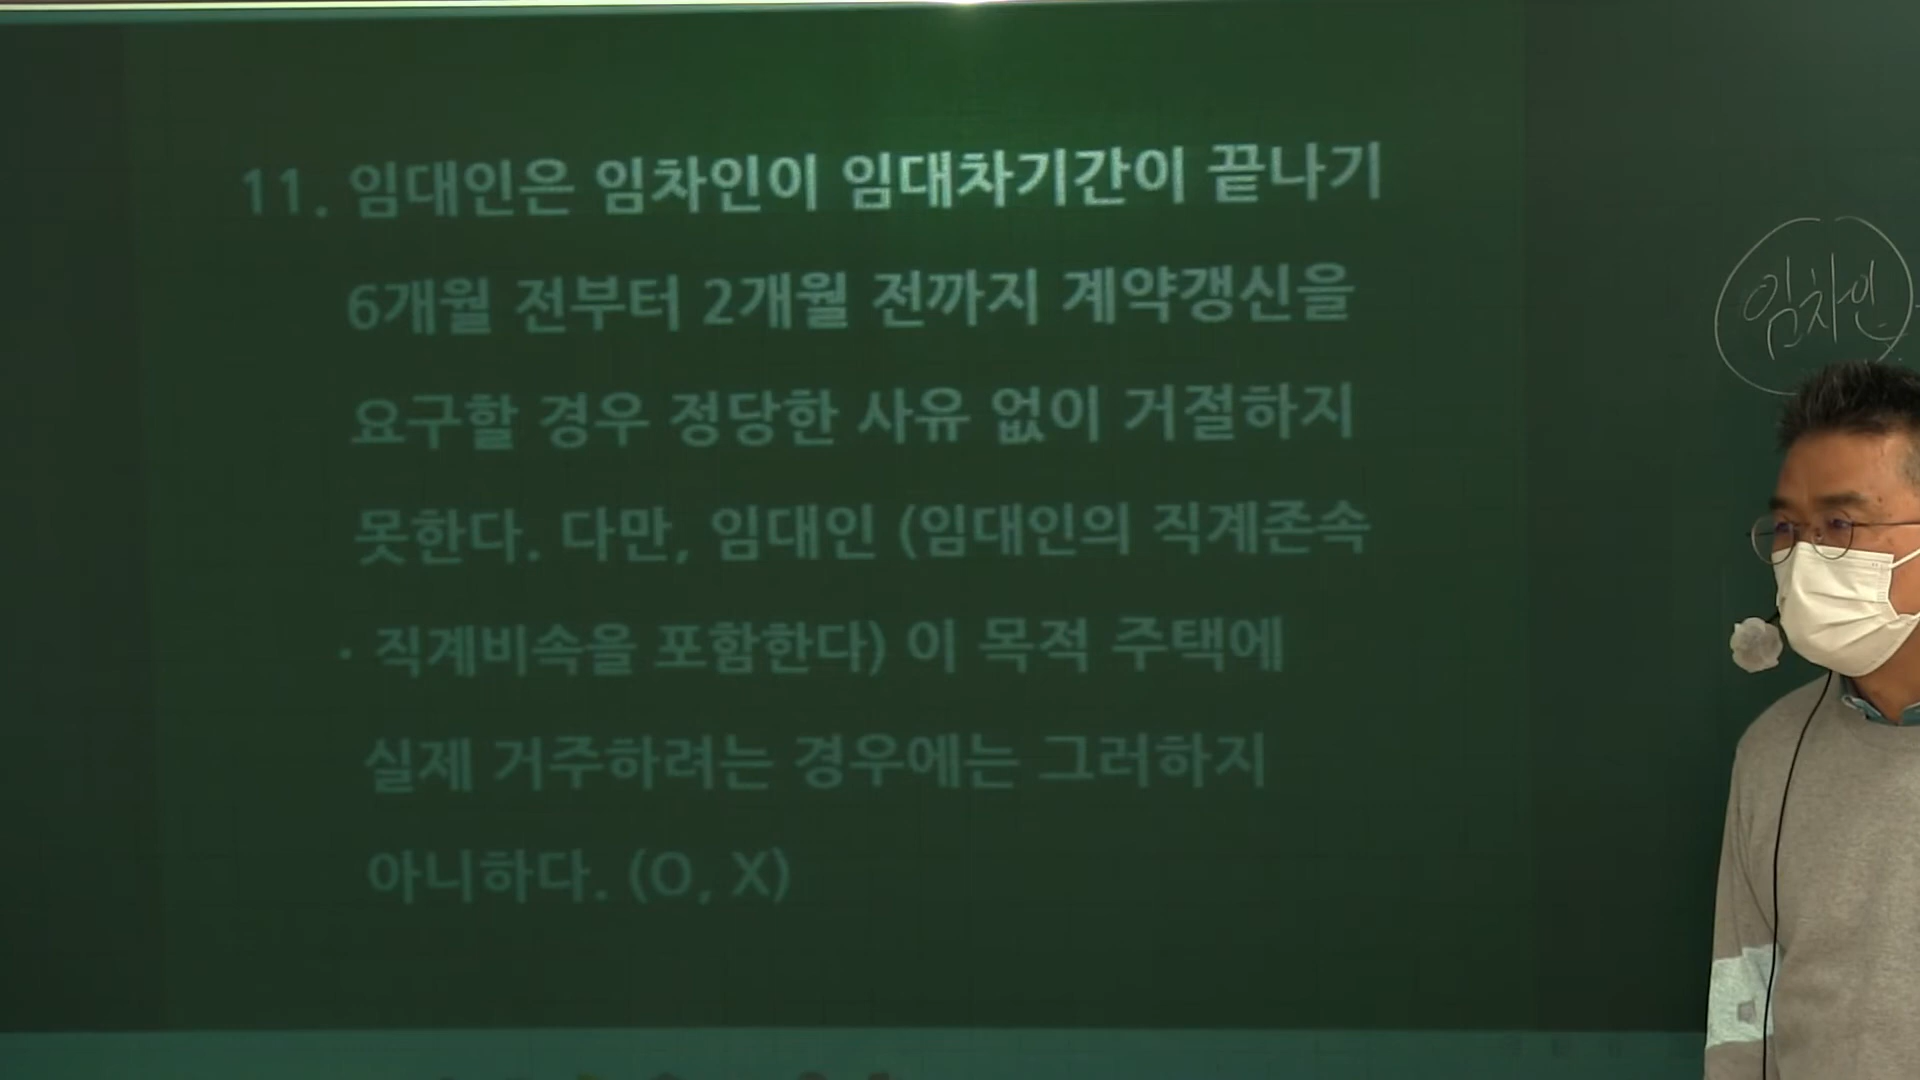 11. 임대인은 임차인이 임대차기간이 끝나기
6개월 전부터 2개월 전까지 계약갱신을
요구할 경우 정당한 사유 없이 거절하지
못한다. 다만, 임대인 (임대인의 직계존속
· 직계비속을 포함한다) 이 목적 주택에
실제 거주하려는 경우에는 그러하지
아니하다. (O, X)
임차인